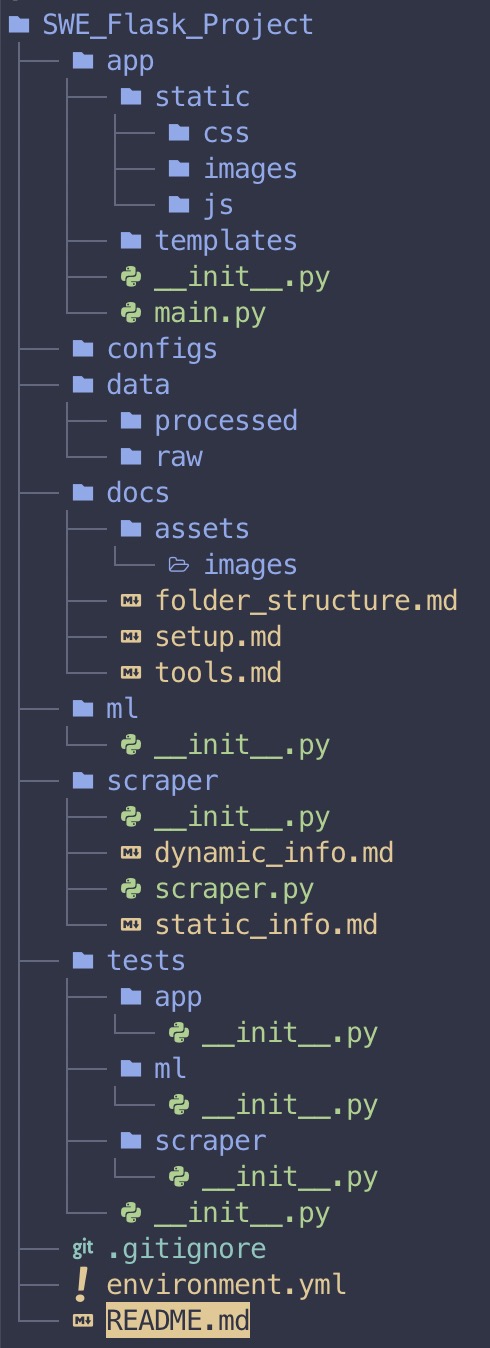 SWE_Flask_Project
app
static
css
images
js
templates
__init__.py
main.py
configs
data
processed
raw
docs
assets
images
folder_structure.md
setup.md
tools.md
ml
__init__.py
scraper
__init__.py
dynamic_info.md
scraper.py
static_info.md
tests
app
__init__.py
ml
__init__.py
scraper
__init__.py
__init__.py
git .gitignore
! environment.yml
README.md